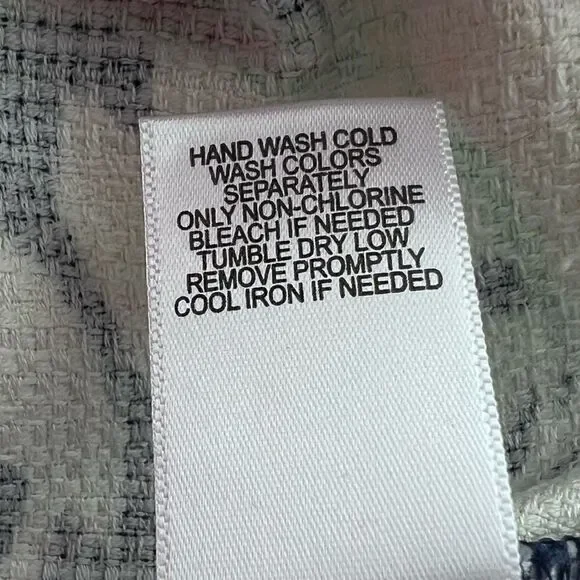 HAND WASH COLD
WASH COLORS
SEPARATELY
ONLY NON-CHLORINE
BLEACH IF NEEDED
TUMBLE DRY LOW
REMOVE PROMPTLY
COOL IRON IF NEEDED